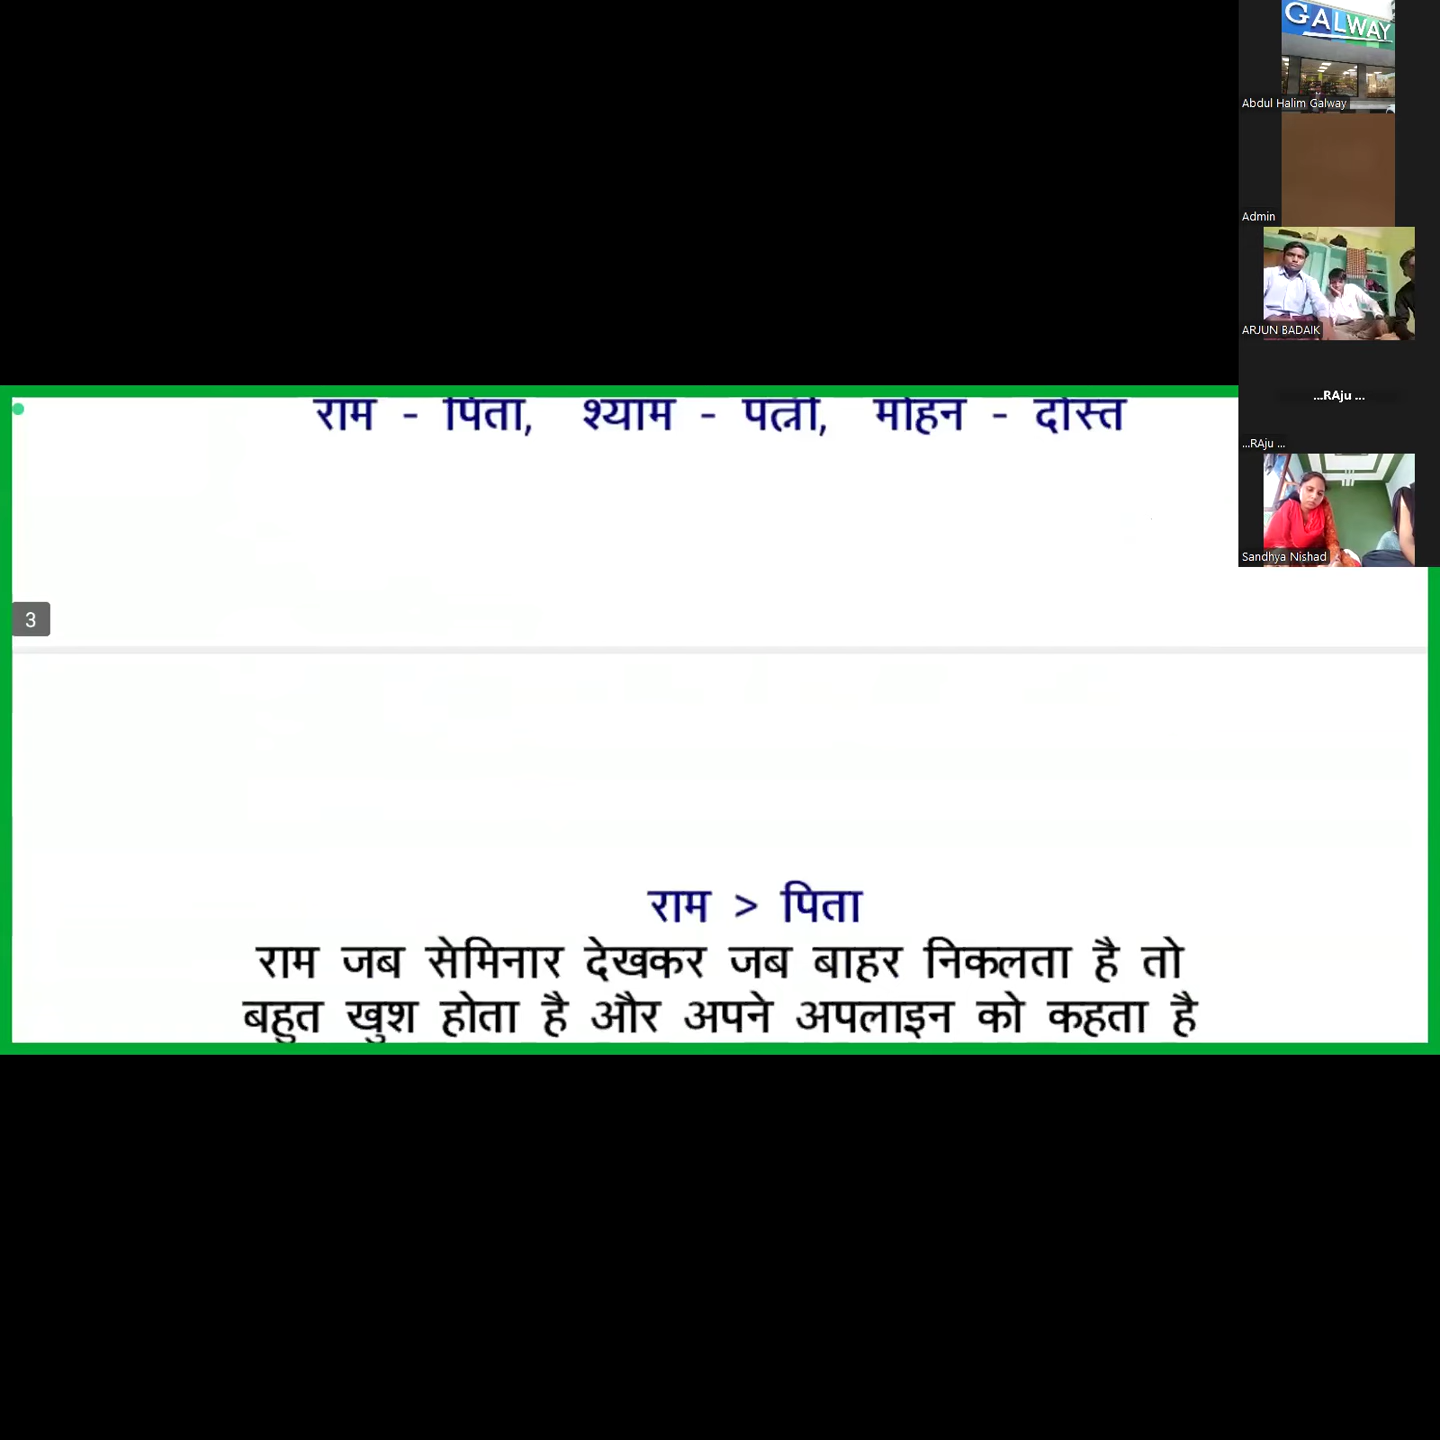 GALWAY
Abdul Halim Galway
Admin
ARJUN BADAIK
...RAju ...
...RAju ...
Sandhya Nishad
राम - पिता, श्याम - पत्नी, मोहन - दोस्त
3
राम > पिता
राम जब सेमिनार देखकर जब बाहर निकलता है तो
बहुत खुश होता है और अपने अपलाइन को कहता है